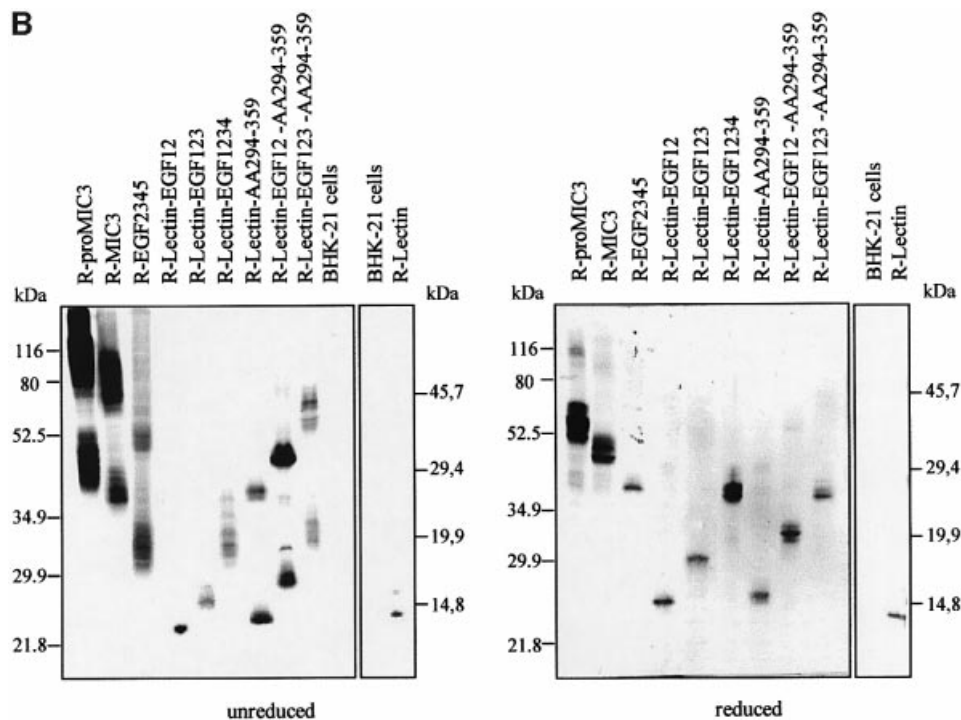 B
R-proMIC3
R-MIC3
R-EGF2345
R-Lectin-EGF12
R-Lectin-EGF123
R-Lectin-EGF1234
R-Lectin-AA294-359
R-Lectin-EGF12 -AA294-359
R-Lectin-EGF123 -AA294-359
BHK-21 cells
BHK-21 cells
R-Lectin
kDa
116
80
52.5
34.9
29.9
21.8
kDa
45,7
29,4
19,9
14,8
unreduced
R-proMIC3
R-MIC3
R-EGF2345
R-Lectin-EGF12
R-Lectin-EGF123
R-Lectin-EGF1234
R-Lectin-AA294-359
R-Lectin-EGF12 -AA294-359
R-Lectin-EGF123 -AA294-359
BHK-21 cells
R-Lectin
kDa
116
80
52.5
34.9
29.9
21.8
kDa
45,7
29,4
19,9
14,8
reduced